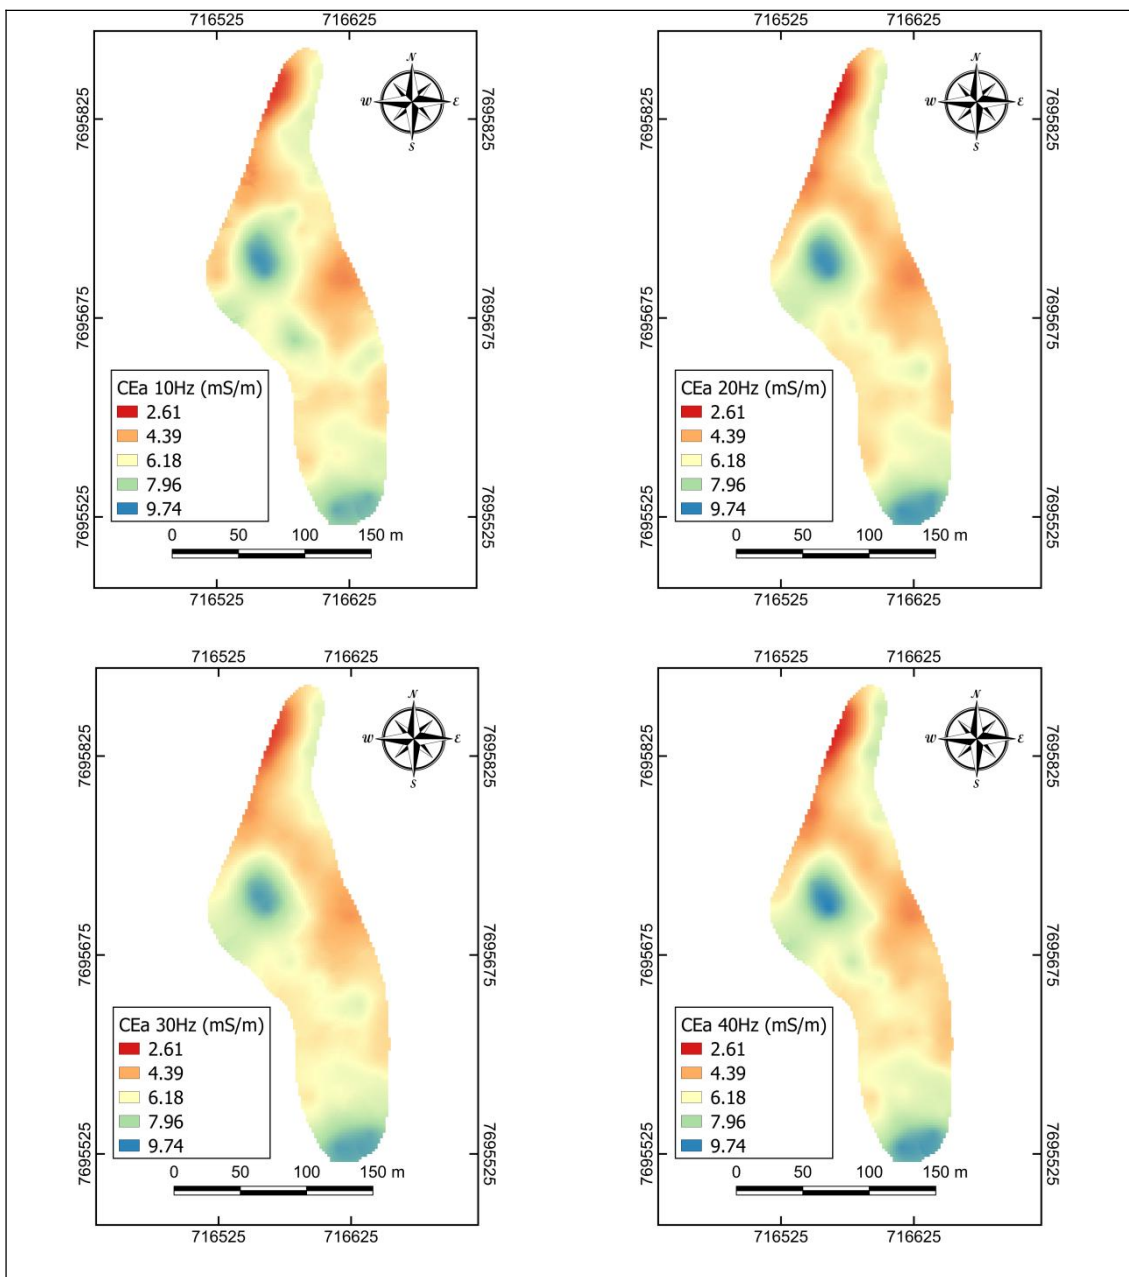 716525 716625
N
W E
S
7695825 7695825
7695675 7695675
7695525 7695525
CEa 10Hz (mS/m)
2.61
4.39
6.18
7.96
9.74
0 50 100 150 m
716525 716625
716525 716625
N
W E
S
7695825 7695825
7695675 7695675
7695525 7695525
CEa 20Hz (mS/m)
2.61
4.39
6.18
7.96
9.74
0 50 100 150 m
716525 716625
716525 716625
N
W E
S
7695825 7695825
7695675 7695675
7695525 7695525
CEa 30Hz (mS/m)
2.61
4.39
6.18
7.96
9.74
0 50 100 150 m
716525 716625
716525 716625
N
W E
S
7695825 7695825
7695675 7695675
7695525 7695525
CEa 40Hz (mS/m)
2.61
4.39
6.18
7.96
9.74
0 50 100 150 m
716525 716625